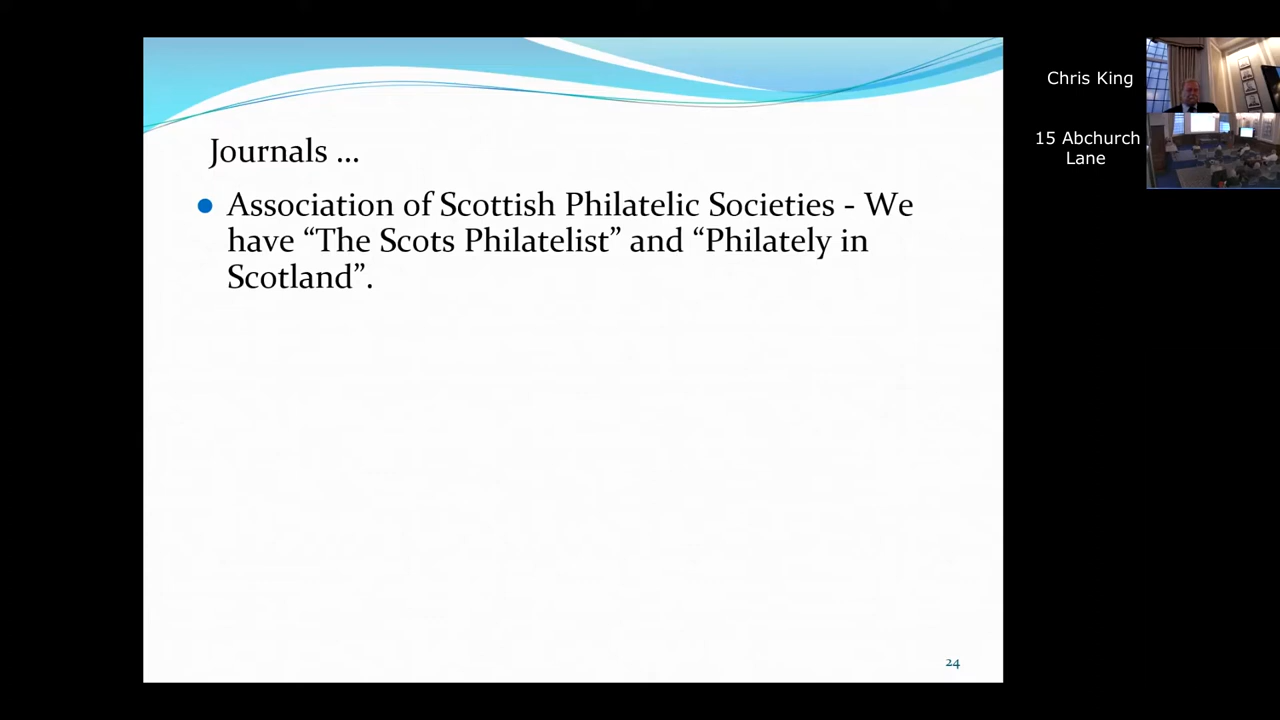 Journals ...
Association of Scottish Philatelic Societies - We
have “The Scots Philatelist” and “Philately in
Scotland”.
24
Chris King
15 Abchurch
Lane